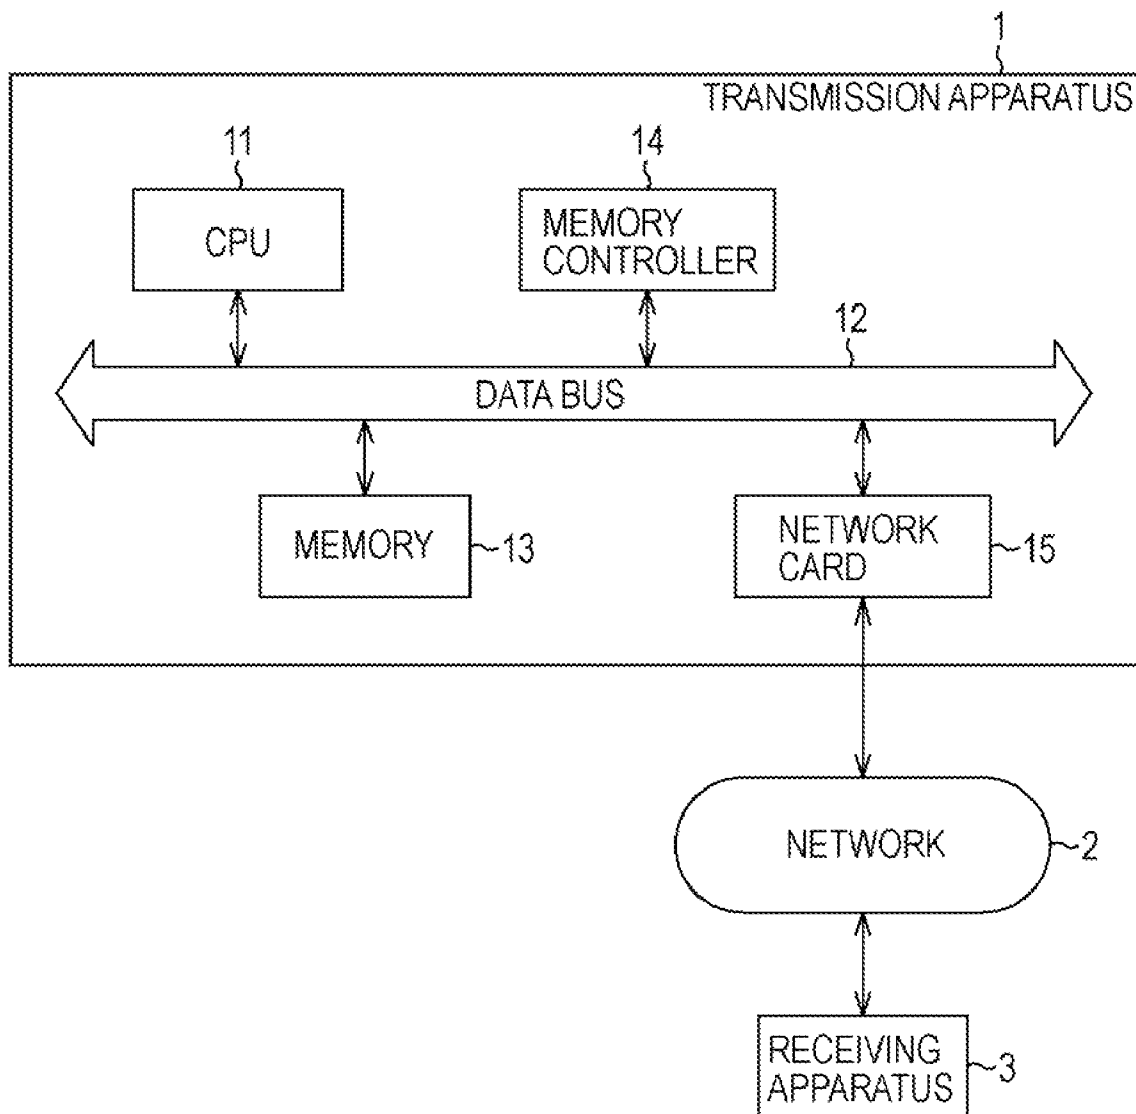 1
TRANSMISSION APPARATUS
11
14
CPU
MEMORY
CONTROLLER
12
DATA BUS
MEMORY
13
NETWORK
CARD
15
NETWORK
2
RECEIVING
APPARATUS
3